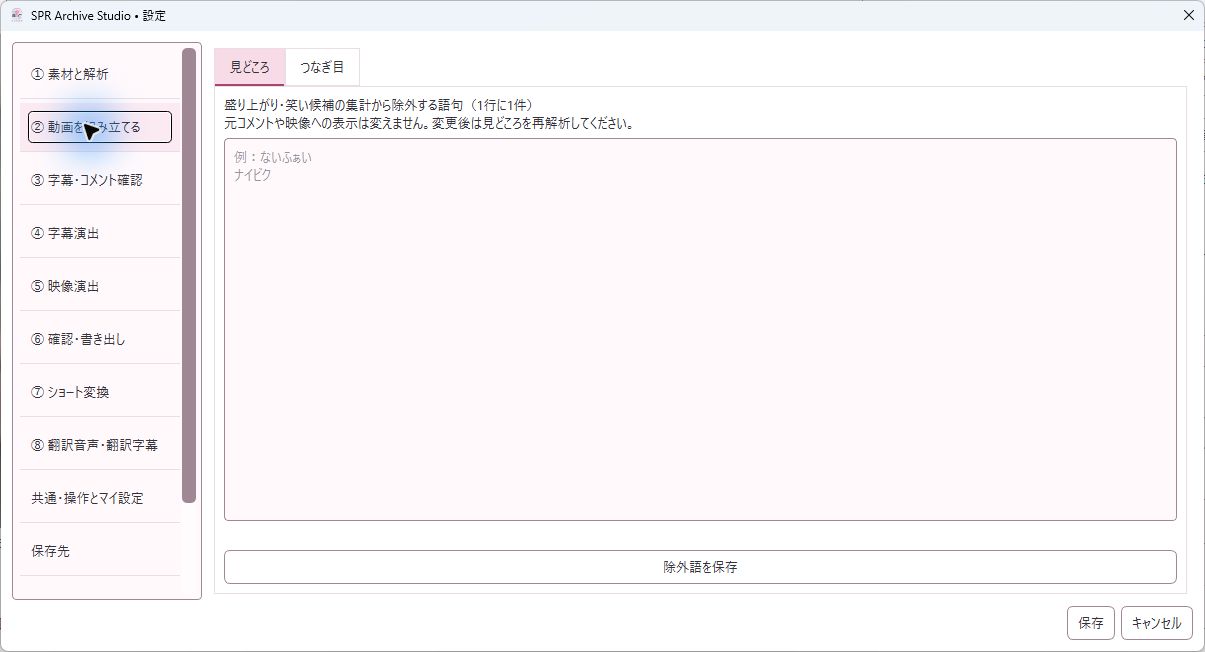 SPR Archive Studio • 設定
① 素材と解析
② 動画を組み立てる
③ 字幕・コメント確認
④ 字幕演出
⑤ 映像演出
⑥ 確認・書き出し
⑦ ショート変換
⑧ 翻訳音声・翻訳字幕
共通・操作とマイ設定
保存先
見どころ
つなぎ目
盛り上がり・笑い候補の集計から除外する語句（1行に1件）
元コメントや映像への表示は変えません。変更後は見どころを再解析してください。
例：ないふぁい
ナイピク
除外語を保存
保存
キャンセル